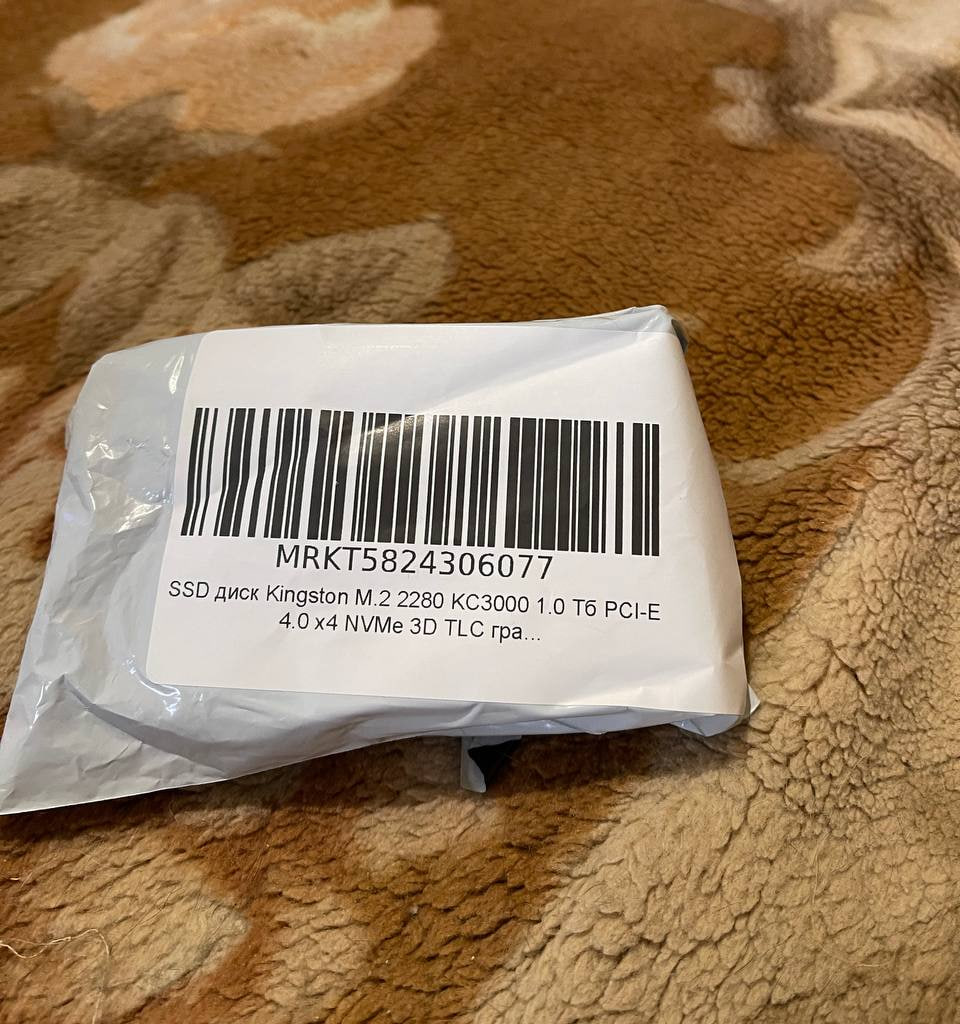 MRKT5824306077
SSD диск Kingston M.2 2280 KC3000 1.0 Тб PCI-E
4.0 x4 NVMe 3D TLC гра...